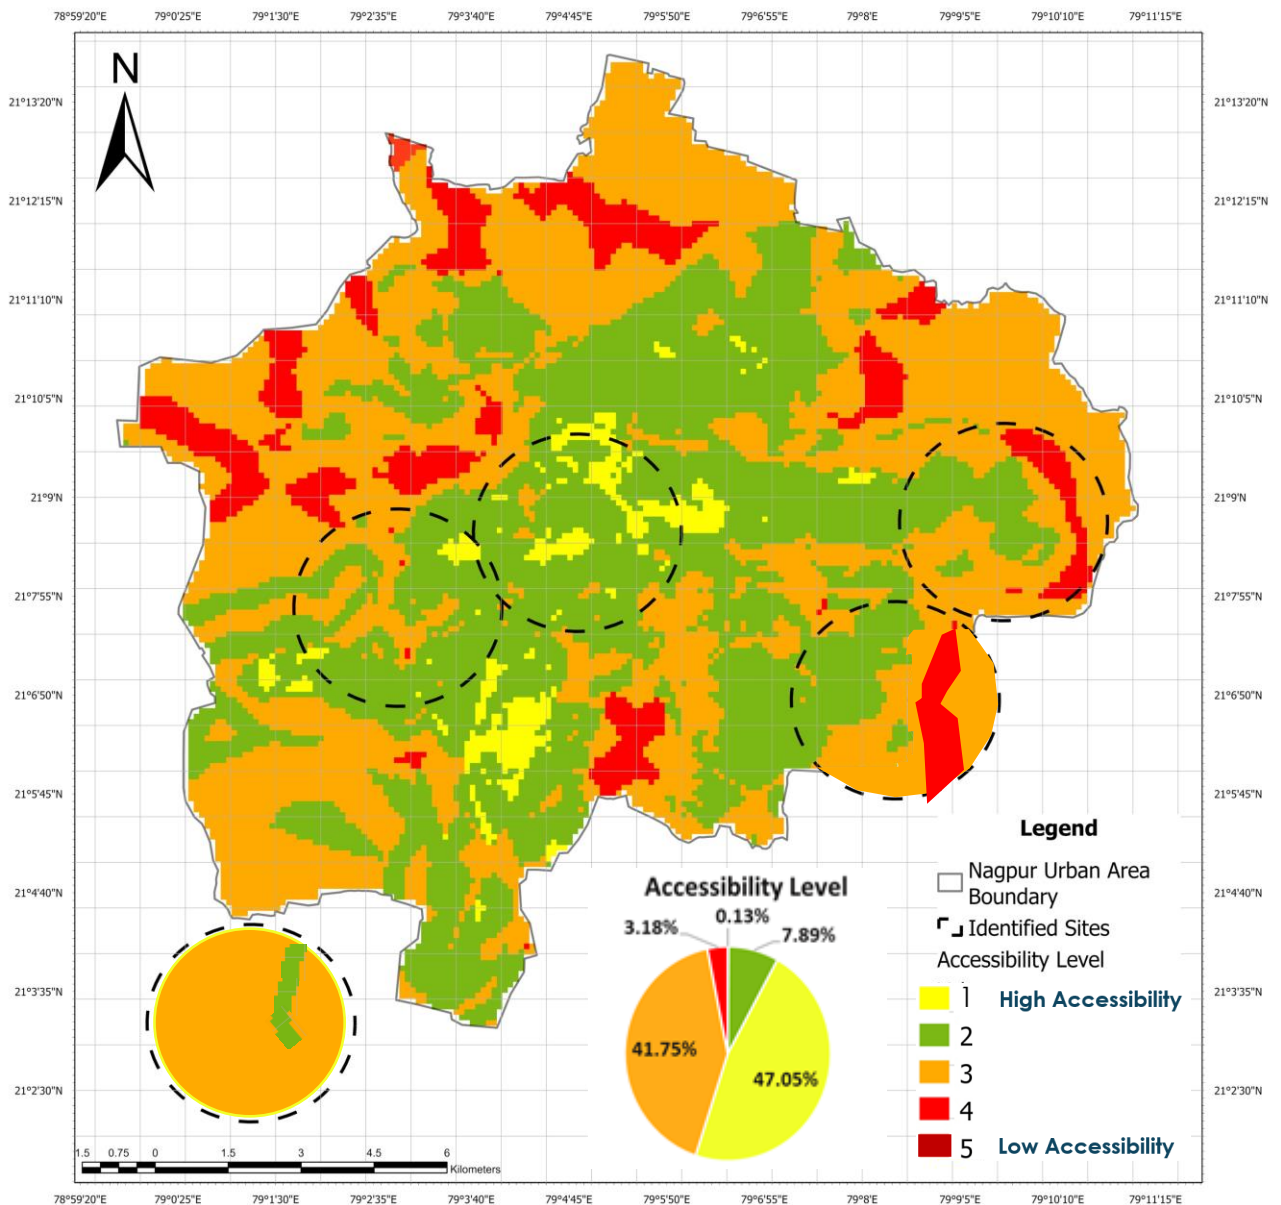 78°59'20"E 79°0'25"E 79°1'30"E 79°2'35"E 79°3'40"E 79°4'45"E 79°5'50"E 79°6'55"E 79°8'E 79°9'5"E 79°10'10"E 79°11'15"E
N
21°13'20"N 21°13'20"N
21°12'15"N 21°12'15"N
21°11'10"N 21°11'10"N
21°10'5"N 21°10'5"N
21°9'N 21°9'N
21°7'55"N 21°7'55"N
21°6'50"N 21°6'50"N
21°5'45"N 21°5'45"N
21°4'40"N 21°4'40"N
21°3'35"N 21°3'35"N
21°2'30"N 21°2'30"N
Legend
Nagpur Urban Area
Boundary
Identified Sites
Accessibility Level
1 High Accessibility
2
3
4
5 Low Accessibility
Accessibility Level
0.13%
3.18%
7.89%
41.75%
47.05%
1.5 0.75 0 1.5 3 4.5 6
Kilometers
78°59'20"E 79°0'25"E 79°1'30"E 79°2'35"E 79°3'40"E 79°4'45"E 79°5'50"E 79°6'55"E 79°8'E 79°9'5"E 79°10'10"E 79°11'15"E